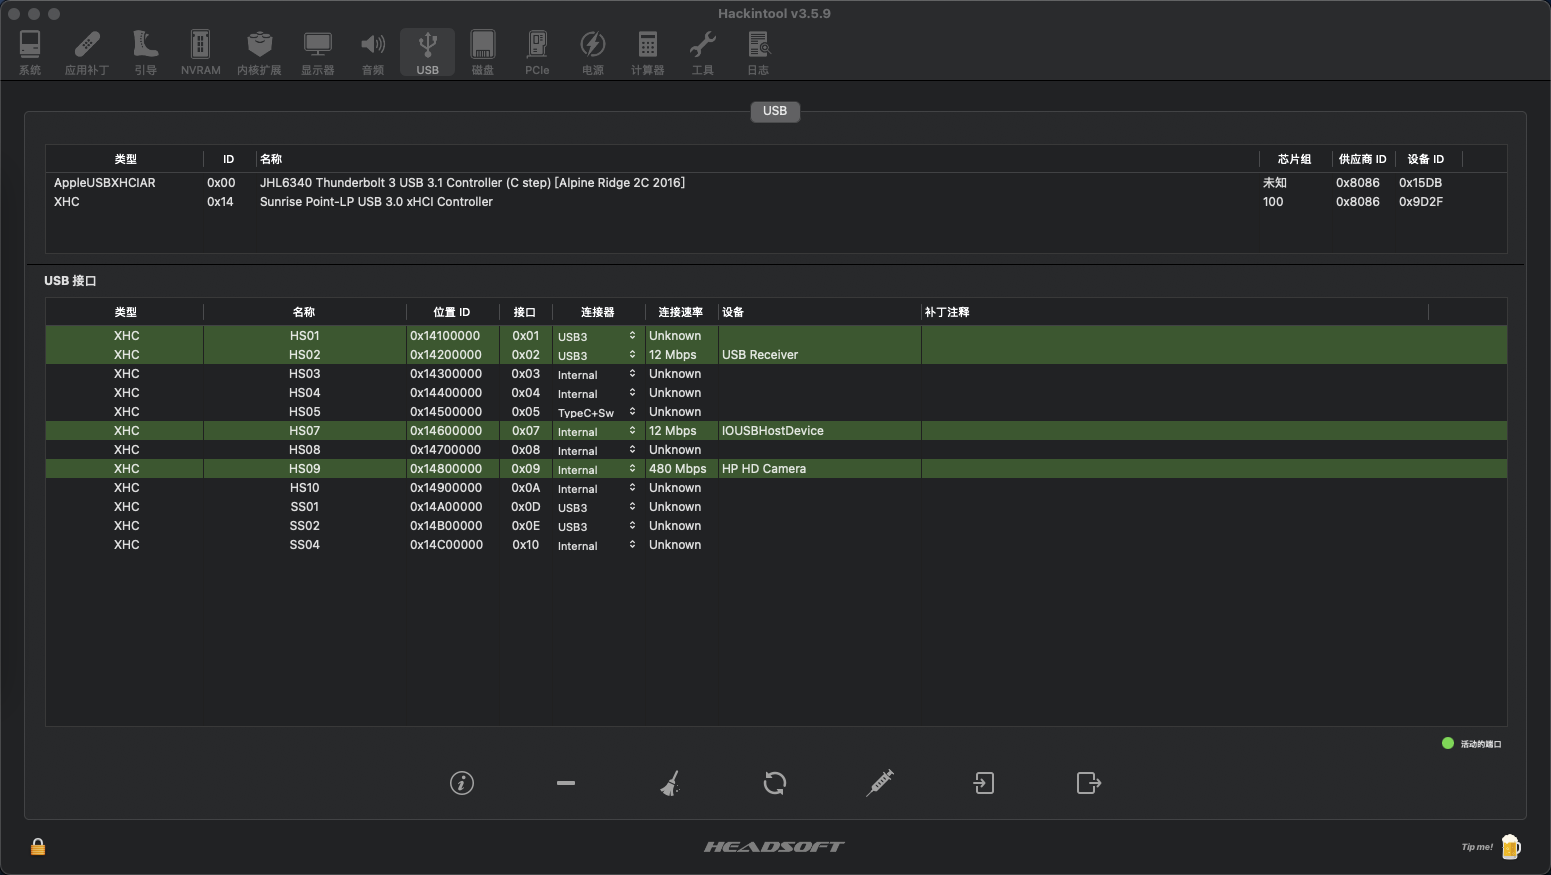 Hackintool v3.5.9
系统 应用补丁 引导 NVRAM 内核扩展 显示器 音频 USB 磁盘 PCIe 电源 计算器 工具 日志
USB
类型 ID 名称 芯片组 供应商 ID 设备 ID
AppleUSBXHCIAR 0x00 JHL6340 Thunderbolt 3 USB 3.1 Controller (C step) [Alpine Ridge 2C 2016] 未知 0x8086 0x15DB
XHC 0x14 Sunrise Point-LP USB 3.0 xHCI Controller 100 0x8086 0x9D2F
USB 接口
类型 名称 位置 ID 接口 连接器 连接速率 设备 补丁注释
XHC HS01 0x14100000 0x01 USB3 Unknown
XHC HS02 0x14200000 0x02 USB3 12 Mbps USB Receiver
XHC HS03 0x14300000 0x03 Internal Unknown
XHC HS04 0x14400000 0x04 Internal Unknown
XHC HS05 0x14500000 0x05 TypeC+Sw Unknown
XHC HS07 0x14600000 0x07 Internal 12 Mbps IOUSBHostDevice
XHC HS08 0x14700000 0x08 Internal Unknown
XHC HS09 0x14800000 0x09 Internal 480 Mbps HP HD Camera
XHC HS10 0x14900000 0x0A Internal Unknown
XHC SS01 0x14A00000 0x0D USB3 Unknown
XHC SS02 0x14B00000 0x0E USB3 Unknown
XHC SS04 0x14C00000 0x10 Internal Unknown
活动的端口
HEADSOFT
Tip me!